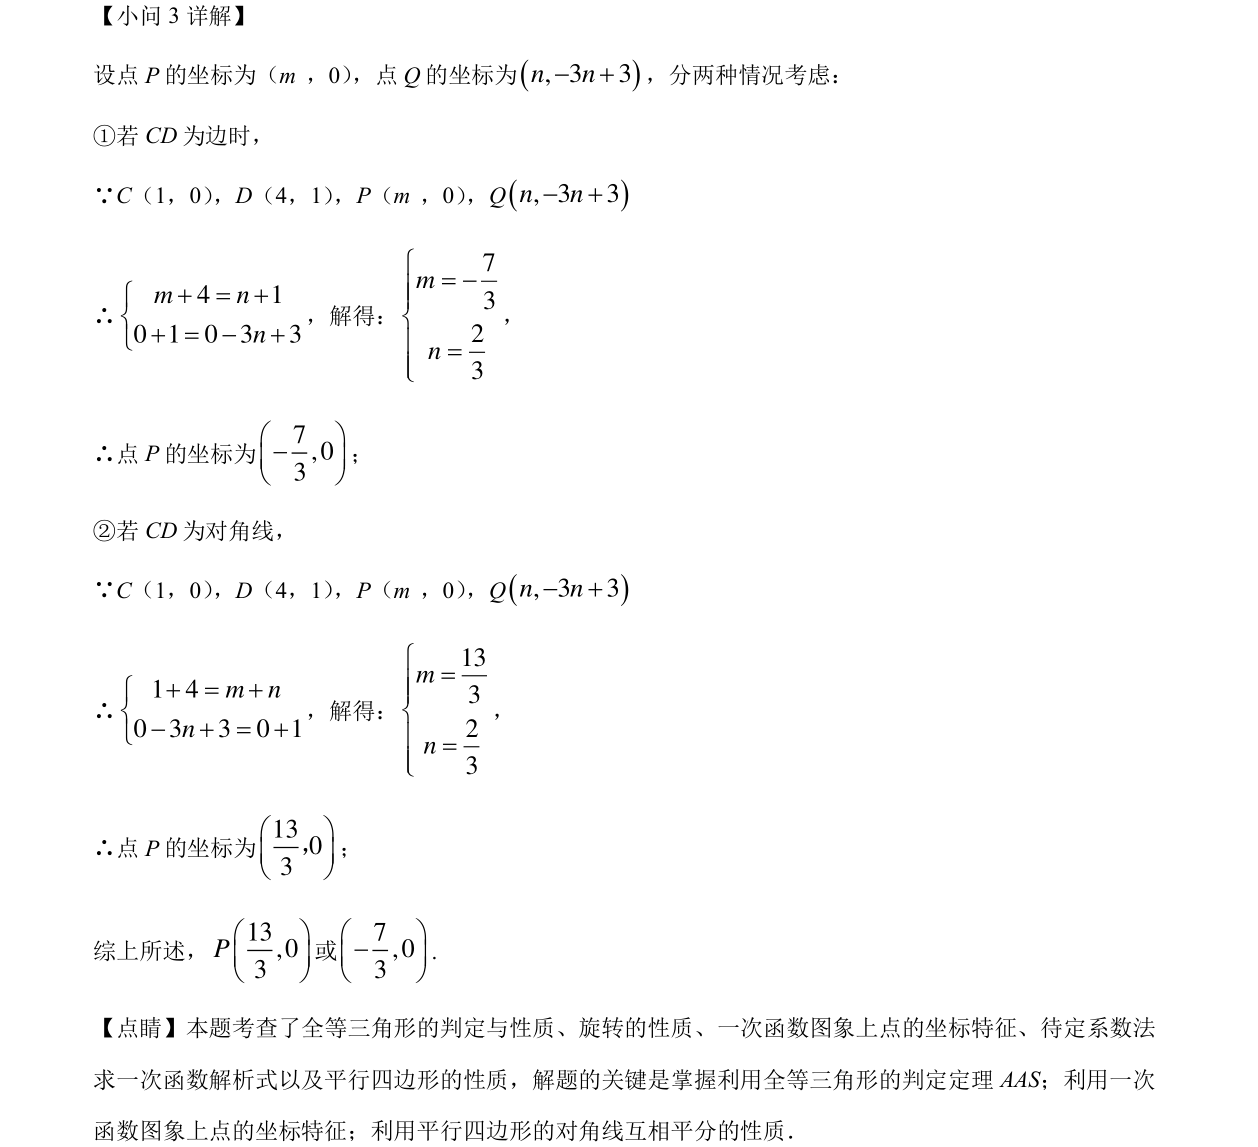 【小问 3 详解】
设点 P 的坐标为（m ，0），点 Q 的坐标为(n,−3n+3)，分两种情况考虑：
①若 CD 为边时，
∵C（1，0），D（4，1），P（m ，0），Q(n,−3n+3)
∴{m+4=n+1 0+1=0−3n+3，解得：{m=−7/3 n=2/3，
∴点 P 的坐标为(−7/3,0)；
②若 CD 为对角线，
∵C（1，0），D（4，1），P（m ，0），Q(n,−3n+3)
∴{1+4=m+n 0−3n+3=0+1，解得：{m=13/3 n=2/3，
∴点 P 的坐标为(13/3,0)；
综上所述，P(13/3,0)或(−7/3,0).
【点睛】本题考查了全等三角形的判定与性质、旋转的性质、一次函数图象上点的坐标特征、待定系数法
求一次函数解析式以及平行四边形的性质，解题的关键是掌握利用全等三角形的判定定理 AAS；利用一次
函数图象上点的坐标特征；利用平行四边形的对角线互相平分的性质．